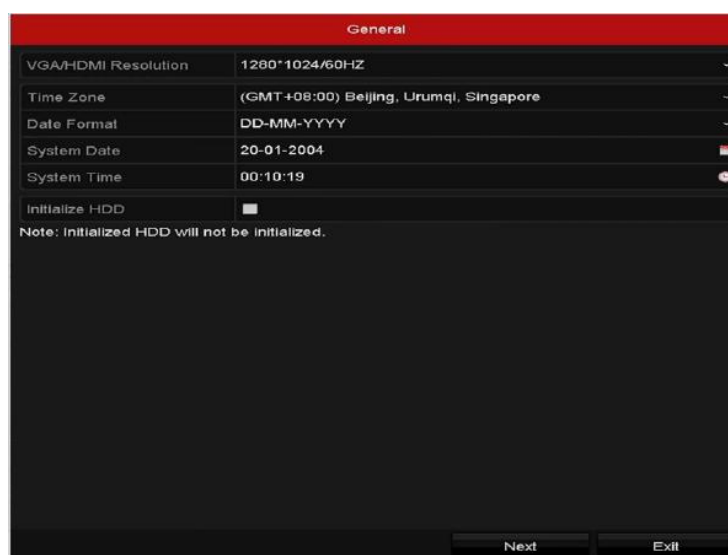 General
VGA/HDMI Resolution 1280*1024/60HZ
Time Zone (GMT+08:00) Beijing, Urumqi, Singapore
Date Format DD-MM-YYYY
System Date 20-01-2004
System Time 00:10:19
Initialize HDD
Note: Initialized HDD will not be initialized.
Next Exit